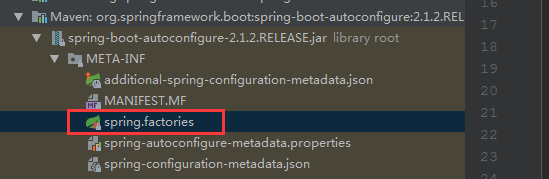 Maven: org.springframework.boot:spring-boot-autoconfigure:2.1.2.REL
spring-boot-autoconfigure-2.1.2.RELEASE.jar library root
META-INF
additional-spring-configuration-metadata.json
MANIFEST.MF
spring.factories
spring-autoconfigure-metadata.properties
spring-configuration-metadata.json
16
17
18
19
20
21
22
23